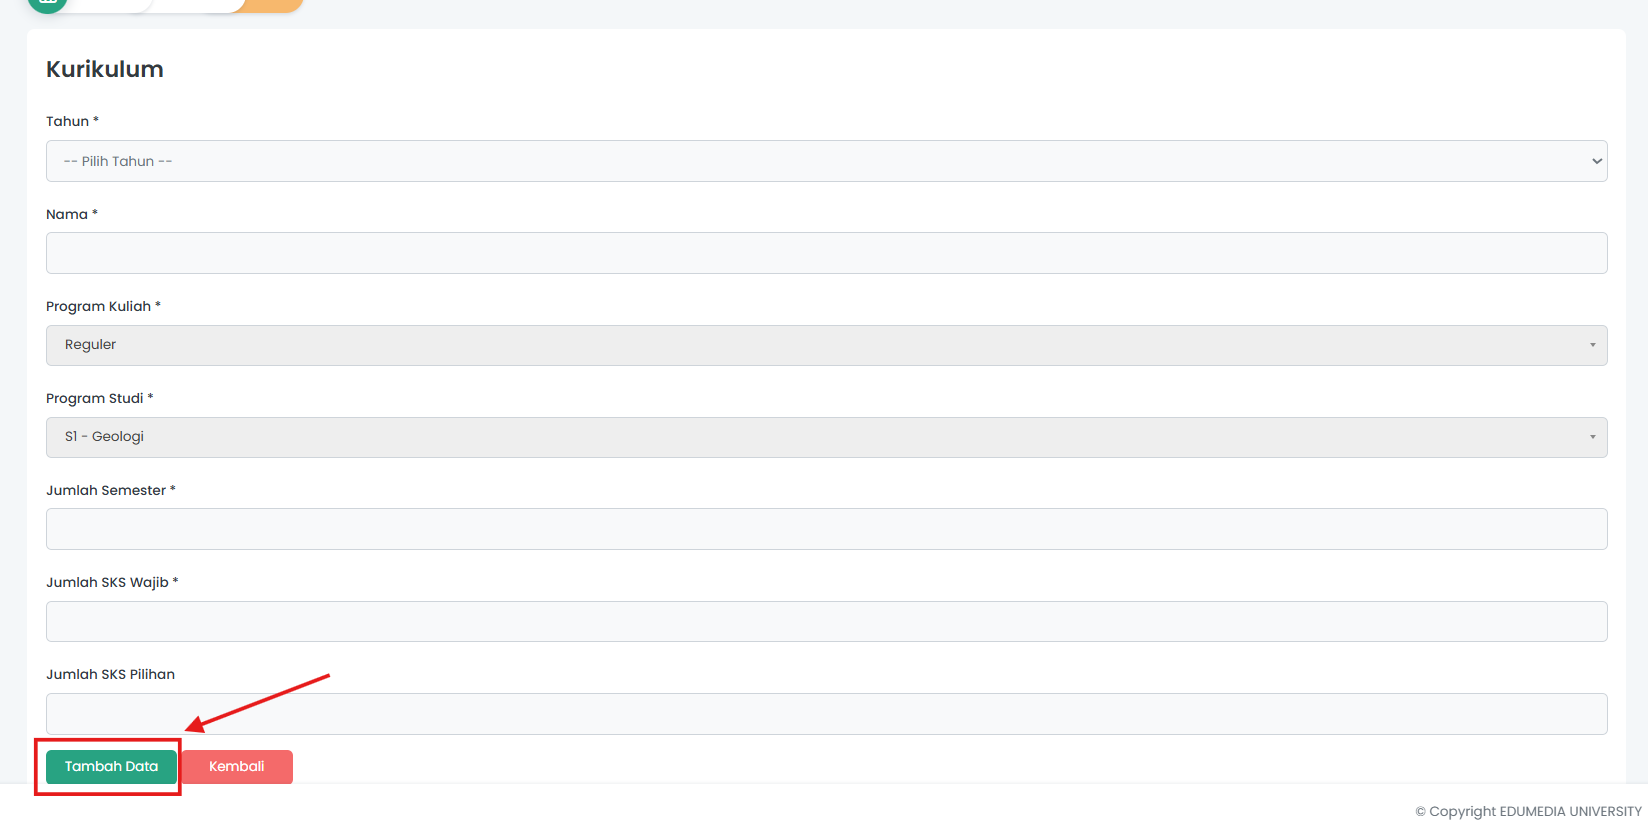 Kurikulum
Tahun *
-- Pilih Tahun --
Nama *
Program Kuliah *
Reguler
Program Studi *
S1 - Geologi
Jumlah Semester *
Jumlah SKS Wajib *
Jumlah SKS Pilihan
Tambah Data Kembali
© Copyright EDUMEDIA UNIVERSITY